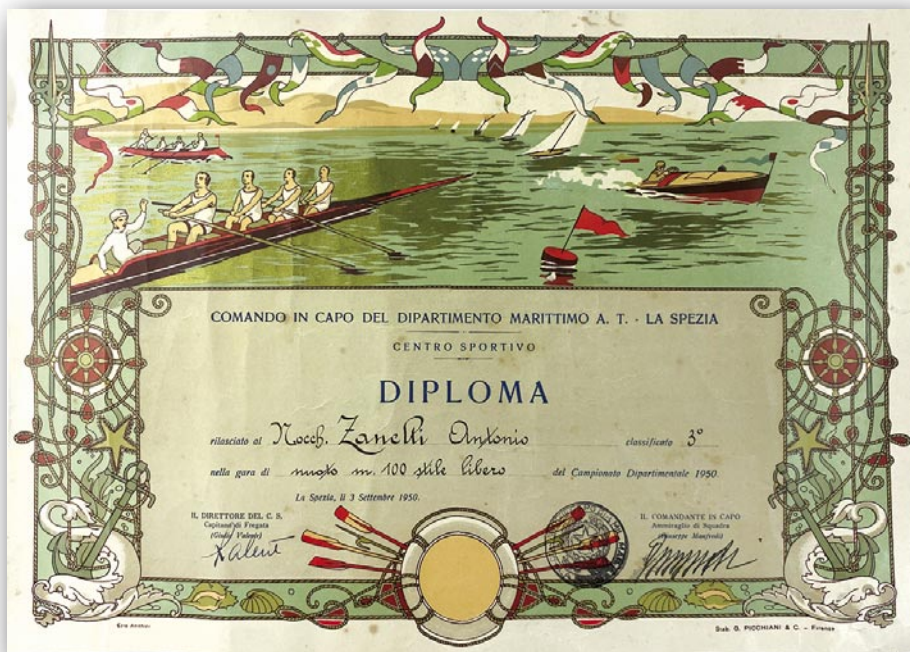 COMANDO IN CAPO DEL DIPARTIMENTO MARITTIMO A. T. - LA SPEZIA
CENTRO SPORTIVO
DIPLOMA
rilasciato al Nocch. Zanelli Antonio classificato 3°
nella gara di nuoto m. 100 stile libero del Campionato Dipartimentale 1950.
La Spezia, li 3 Settembre 1950.
IL DIRETTORE DEL C. S.
Capitano di Fregata
(Giulio Valente)
Valente
IL COMANDANTE IN CAPO
Ammiraglio di Squadra
(Giuseppe Manfredi)
Stab. G. PICCHIANI & C. - Firenze